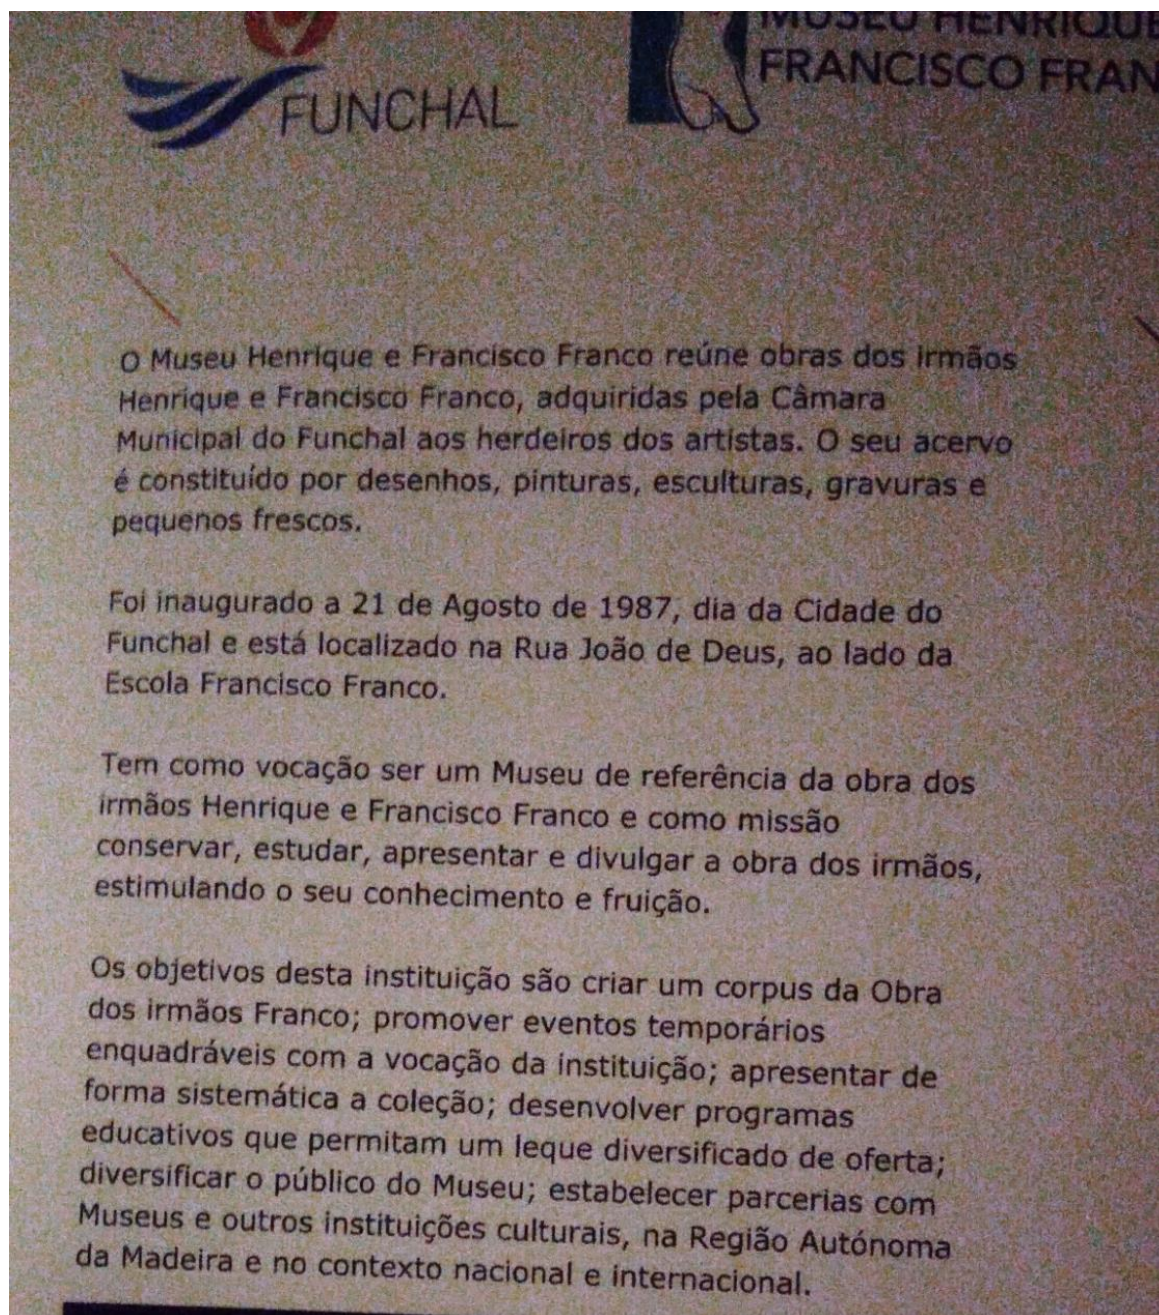 FUNCHAL
MUSEU HENRIQUE
FRANCISCO FRAN
O Museu Henrique e Francisco Franco reúne obras dos irmãos
Henrique e Francisco Franco, adquiridas pela Câmara
Municipal do Funchal aos herdeiros dos artistas. O seu acervo
é constituído por desenhos, pinturas, esculturas, gravuras e
pequenos frescos.
Foi inaugurado a 21 de Agosto de 1987, dia da Cidade do
Funchal e está localizado na Rua João de Deus, ao lado da
Escola Francisco Franco.
Tem como vocação ser um Museu de referência da obra dos
irmãos Henrique e Francisco Franco e como missão
conservar, estudar, apresentar e divulgar a obra dos irmãos,
estimulando o seu conhecimento e fruição.
Os objetivos desta instituição são criar um corpus da Obra
dos irmãos Franco; promover eventos temporários
enquadráveis com a vocação da instituição; apresentar de
forma sistemática a coleção; desenvolver programas
educativos que permitam um leque diversificado de oferta;
diversificar o público do Museu; estabelecer parcerias com
Museus e outros instituições culturais, na Região Autónoma
da Madeira e no contexto nacional e internacional.